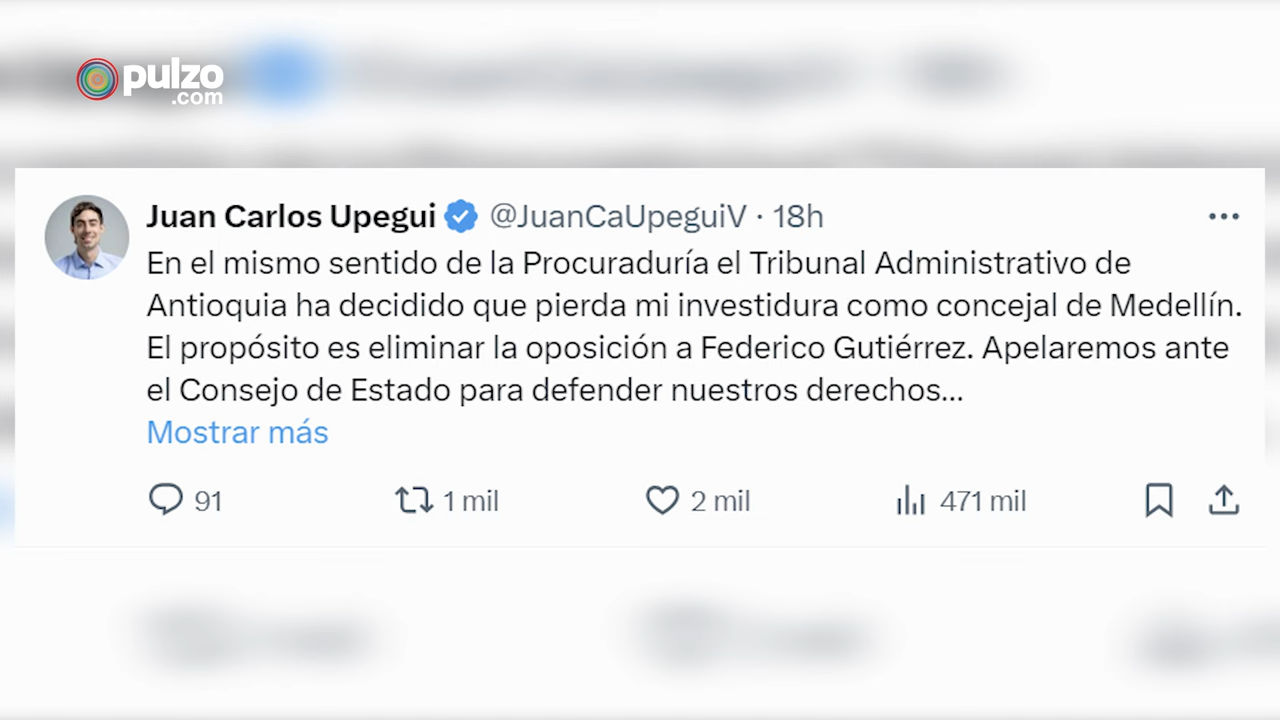 pulzo
.com
Juan Carlos Upegui @JuanCaUpeguiV · 18h
En el mismo sentido de la Procuraduría el Tribunal Administrativo de
Antioquia ha decidido que pierda mi investidura como concejal de Medellín.
El propósito es eliminar la oposición a Federico Gutiérrez. Apelaremos ante
el Consejo de Estado para defender nuestros derechos...
Mostrar más
91 1 mil 2 mil 471 mil